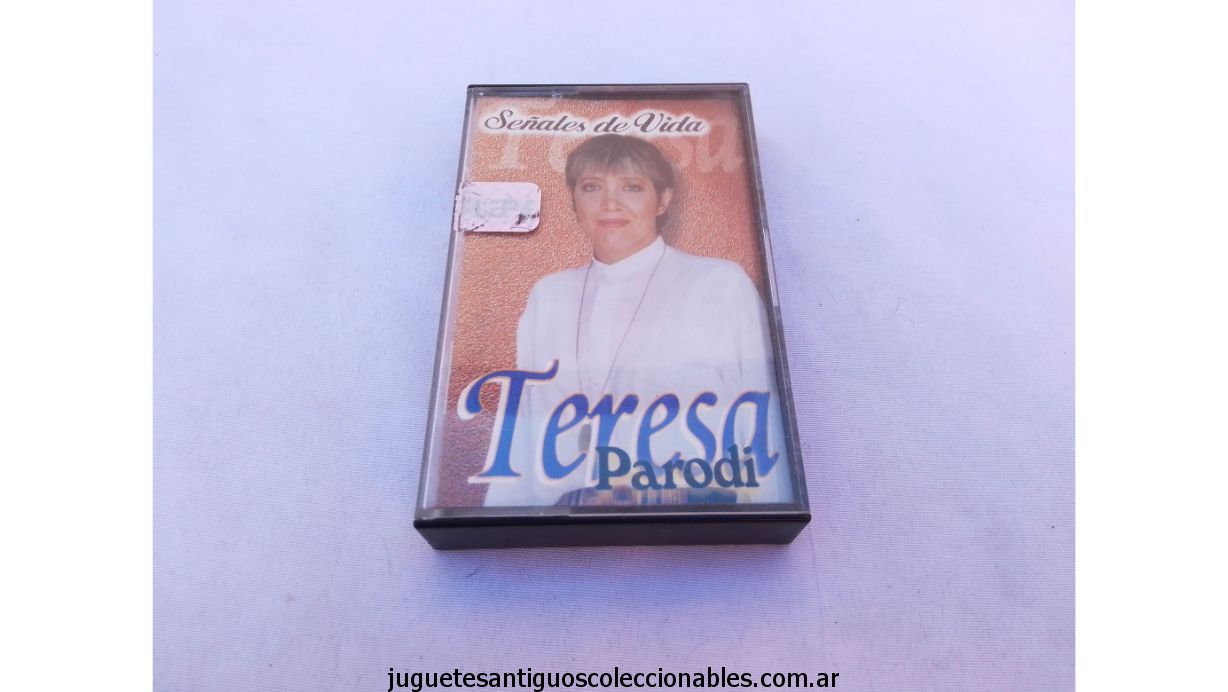 Señales de Vida
Teresa
Teresa
Parodi
juguetesantiguoscoleccionables.com.ar